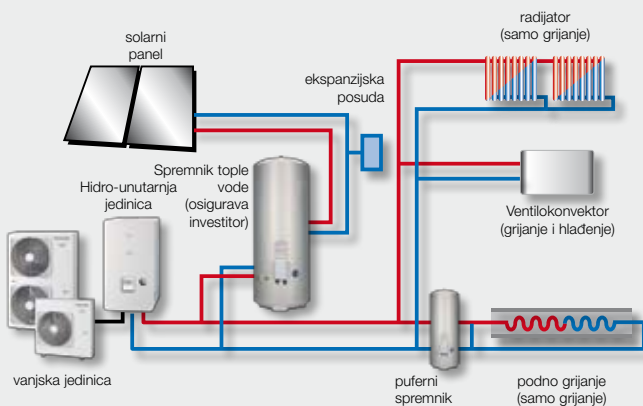 solarni
panel
radijator
(samo grijanje)
ekspanzijska
posuda
Spremnik tople
vode
(osigurava
investitor)
Hidro-unutarnja
jedinica
Ventilokonvektor
(grijanje i hlađenje)
vanjska jedinica
puferni
spremnik
podno grijanje
(samo grijanje)